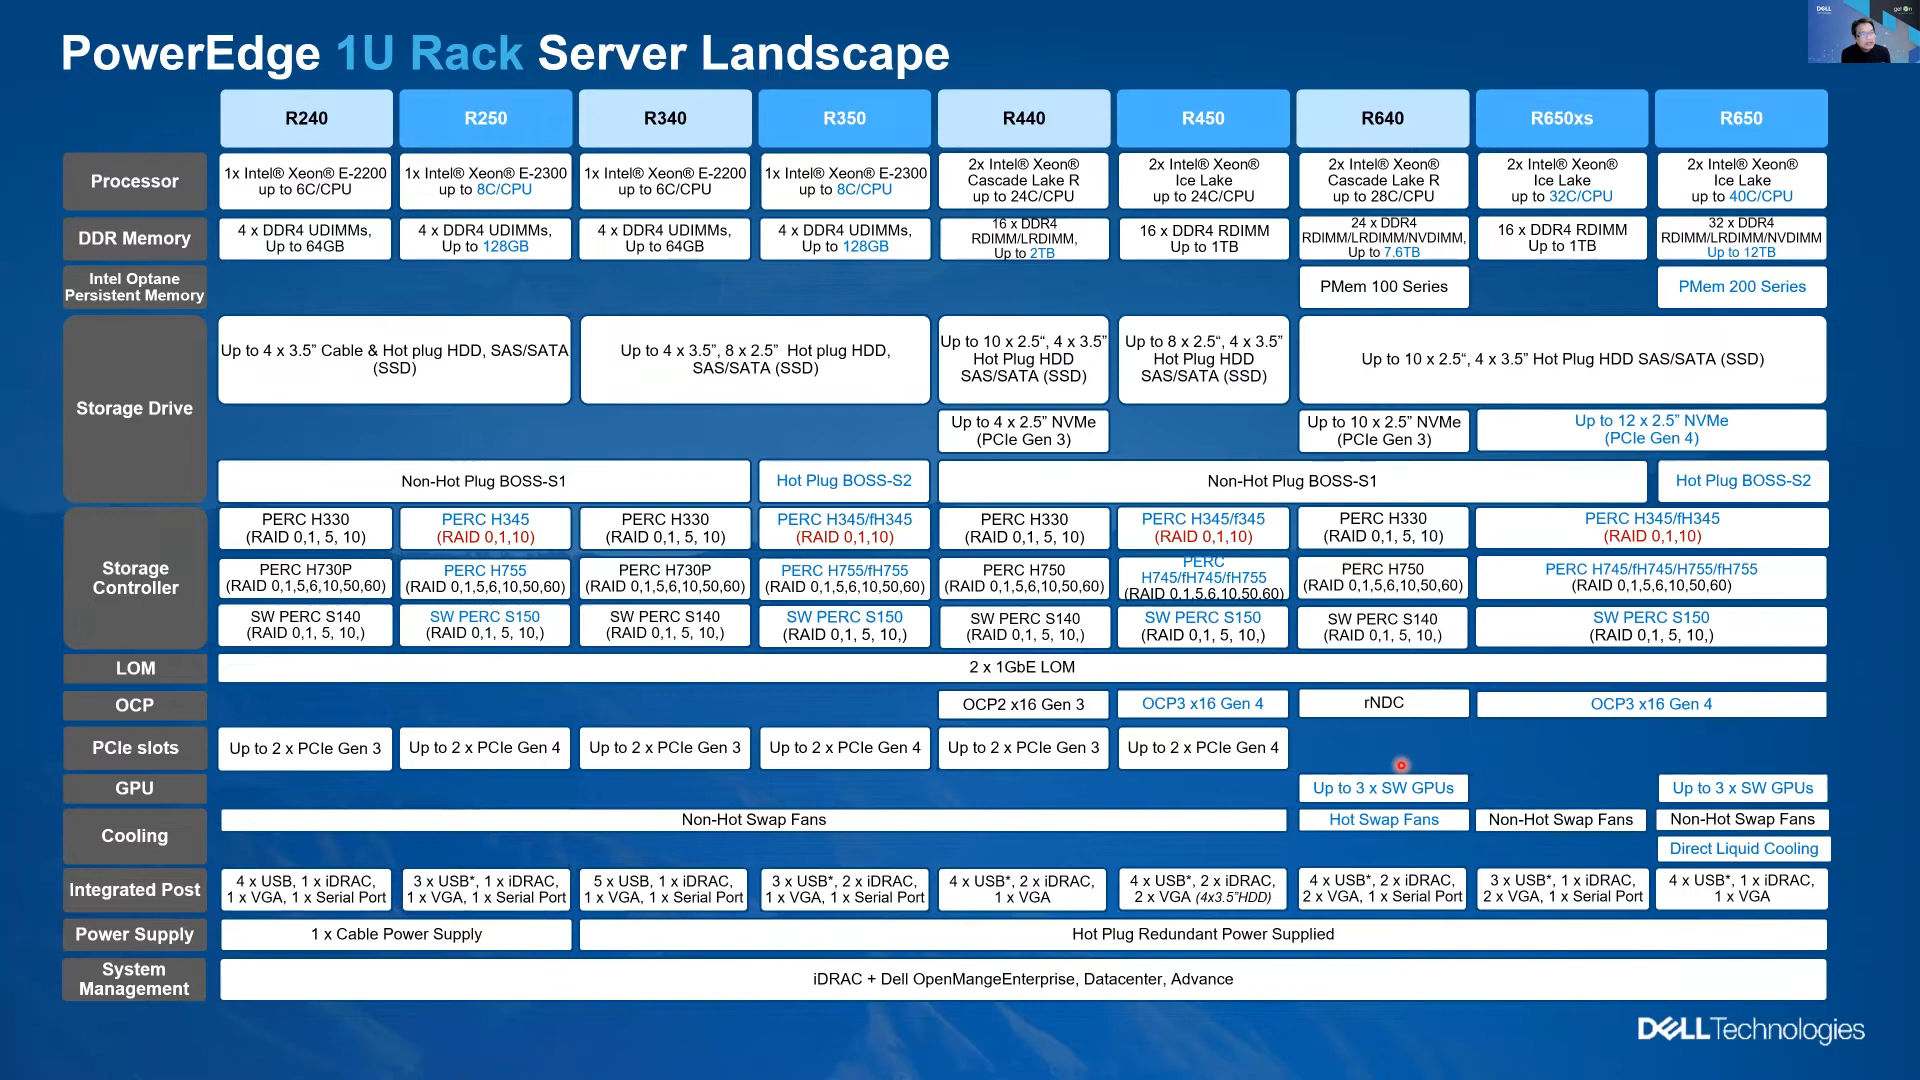 PowerEdge 1U Rack Server Landscape
R240
R250
R340
R350
R440
R450
R640
R650xs
R650
Processor
1x Intel® Xeon® E-2200
up to 6C/CPU
1x Intel® Xeon® E-2300
up to 8C/CPU
1x Intel® Xeon® E-2200
up to 6C/CPU
1x Intel® Xeon® E-2300
up to 8C/CPU
2x Intel® Xeon®
Cascade Lake R
up to 24C/CPU
2x Intel® Xeon®
Ice Lake
up to 24C/CPU
2x Intel® Xeon®
Cascade Lake R
up to 28C/CPU
2x Intel® Xeon®
Ice Lake
up to 32C/CPU
2x Intel® Xeon®
Ice Lake
up to 40C/CPU
DDR Memory
4 x DDR4 UDIMMs,
Up to 64GB
4 x DDR4 UDIMMs,
Up to 128GB
4 x DDR4 UDIMMs,
Up to 64GB
4 x DDR4 UDIMMs,
Up to 128GB
16 x DDR4
RDIMM/LRDIMM,
Up to 2TB
16 x DDR4 RDIMM
Up to 1TB
24 x DDR4
RDIMM/LRDIMM/NVDIMM,
Up to 7.6TB
16 x DDR4 RDIMM
Up to 1TB
32 x DDR4
RDIMM/LRDIMM/NVDIMM
Up to 12TB
Intel Optane
Persistent Memory
PMem 100 Series
PMem 200 Series
Storage Drive
Up to 4 x 3.5” Cable & Hot plug HDD, SAS/SATA
(SSD)
Up to 4 x 3.5”, 8 x 2.5” Hot plug HDD,
SAS/SATA (SSD)
Up to 10 x 2.5“, 4 x 3.5”
Hot Plug HDD
SAS/SATA (SSD)
Up to 8 x 2.5“, 4 x 3.5”
Hot Plug HDD
SAS/SATA (SSD)
Up to 10 x 2.5“, 4 x 3.5” Hot Plug HDD SAS/SATA (SSD)
Up to 4 x 2.5” NVMe
(PCIe Gen 3)
Up to 10 x 2.5” NVMe
(PCIe Gen 3)
Up to 12 x 2.5” NVMe
(PCIe Gen 4)
Non-Hot Plug BOSS-S1
Hot Plug BOSS-S2
Non-Hot Plug BOSS-S1
Hot Plug BOSS-S2
Storage
Controller
PERC H330
(RAID 0,1, 5, 10)
PERC H345
(RAID 0,1,10)
PERC H330
(RAID 0,1, 5, 10)
PERC H345/fH345
(RAID 0,1,10)
PERC H330
(RAID 0,1, 5, 10)
PERC H345/f345
(RAID 0,1,10)
PERC H330
(RAID 0,1, 5, 10)
PERC H345/fH345
(RAID 0,1,10)
PERC H730P
(RAID 0,1,5,6,10,50,60)
PERC H755
(RAID 0,1,5,6,10,50,60)
PERC H730P
(RAID 0,1,5,6,10,50,60)
PERC H755/fH755
(RAID 0,1,5,6,10,50,60)
PERC H750
(RAID 0,1,5,6,10,50,60)
PERC
H745/fH745/fH755
(RAID 0,1,5,6,10,50,60)
PERC H750
(RAID 0,1,5,6,10,50,60)
PERC H745/fH745/H755/fH755
(RAID 0,1,5,6,10,50,60)
SW PERC S140
(RAID 0,1, 5, 10,)
SW PERC S150
(RAID 0,1, 5, 10,)
SW PERC S140
(RAID 0,1, 5, 10,)
SW PERC S150
(RAID 0,1, 5, 10,)
SW PERC S140
(RAID 0,1, 5, 10,)
SW PERC S150
(RAID 0,1, 5, 10,)
SW PERC S140
(RAID 0,1, 5, 10,)
SW PERC S150
(RAID 0,1, 5, 10,)
LOM
2 x 1GbE LOM
OCP
OCP2 x16 Gen 3
OCP3 x16 Gen 4
rNDC
OCP3 x16 Gen 4
PCIe slots
Up to 2 x PCIe Gen 3
Up to 2 x PCIe Gen 4
Up to 2 x PCIe Gen 3
Up to 2 x PCIe Gen 4
Up to 2 x PCIe Gen 3
Up to 2 x PCIe Gen 4
GPU
Up to 3 x SW GPUs
Up to 3 x SW GPUs
Cooling
Non-Hot Swap Fans
Hot Swap Fans
Non-Hot Swap Fans
Non-Hot Swap Fans
Direct Liquid Cooling
Integrated Post
4 x USB, 1 x iDRAC,
1 x VGA, 1 x Serial Port
3 x USB*, 1 x iDRAC,
1 x VGA, 1 x Serial Port
5 x USB, 1 x iDRAC,
1 x VGA, 1 x Serial Port
3 x USB*, 2 x iDRAC,
1 x VGA, 1 x Serial Port
4 x USB*, 2 x iDRAC,
1 x VGA
4 x USB*, 2 x iDRAC,
2 x VGA (4x3.5”HDD)
4 x USB*, 2 x iDRAC,
2 x VGA, 1 x Serial Port
3 x USB*, 1 x iDRAC,
2 x VGA, 1 x Serial Port
4 x USB*, 1 x iDRAC,
1 x VGA
Power Supply
1 x Cable Power Supply
Hot Plug Redundant Power Supplied
System
Management
iDRAC + Dell OpenMangeEnterprise, Datacenter, Advance
DELL Technologies